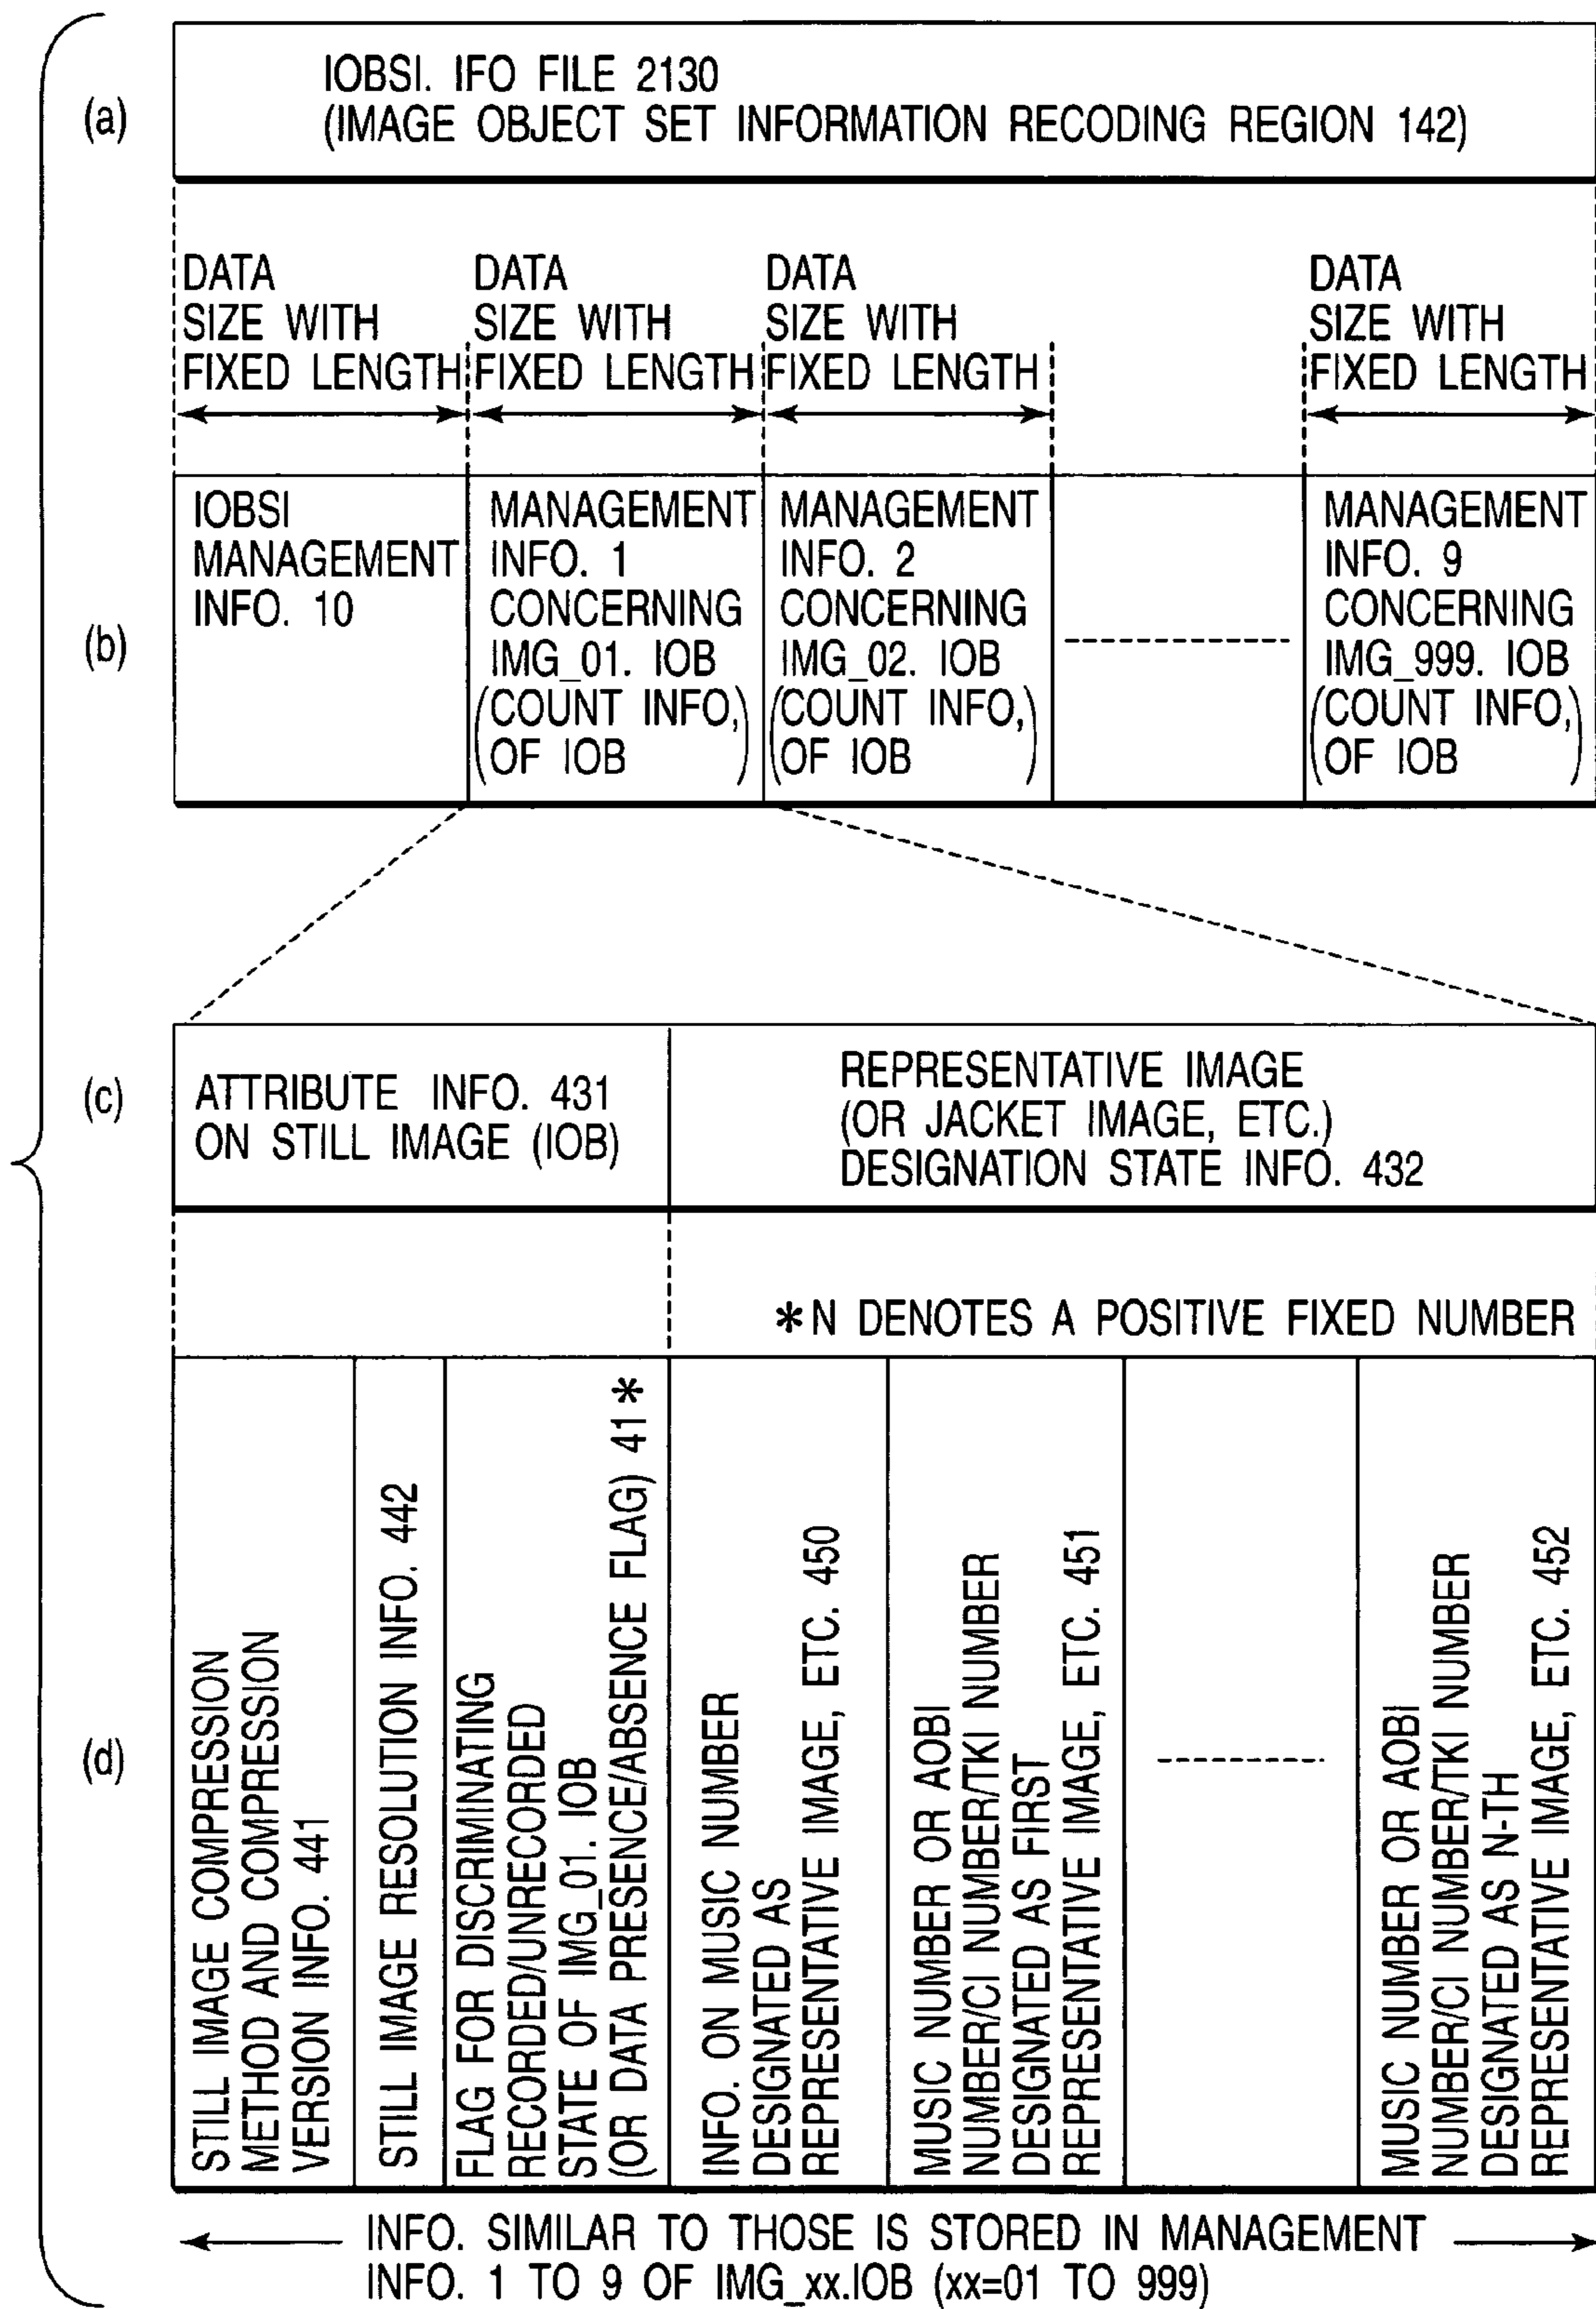 (a)
IOBSI. IFO FILE 2130
(IMAGE OBJECT SET INFORMATION RECODING REGION 142)
DATA
SIZE WITH
FIXED LENGTH
DATA
SIZE WITH
FIXED LENGTH
DATA
SIZE WITH
FIXED LENGTH
DATA
SIZE WITH
FIXED LENGTH
(b)
IOBSI
MANAGEMENT
INFO. 10
MANAGEMENT
INFO. 1
CONCERNING
IMG_01. IOB
(COUNT INFO,
OF IOB)
MANAGEMENT
INFO. 2
CONCERNING
IMG_02. IOB
(COUNT INFO,
OF IOB)
MANAGEMENT
INFO. 9
CONCERNING
IMG_999. IOB
(COUNT INFO,
OF IOB)
(c)
ATTRIBUTE INFO. 431
ON STILL IMAGE (IOB)
REPRESENTATIVE IMAGE
(OR JACKET IMAGE, ETC.)
DESIGNATION STATE INFO. 432
*N DENOTES A POSITIVE FIXED NUMBER
(d)
STILL IMAGE COMPRESSION
METHOD AND COMPRESSION
VERSION INFO. 441
STILL IMAGE RESOLUTION INFO. 442
FLAG FOR DISCRIMINATING
RECORDED/UNRECORDED
STATE OF IMG_01. IOB
(OR DATA PRESENCE/ABSENCE FLAG) 41*
INFO. ON MUSIC NUMBER
DESIGNATED AS
REPRESENTATIVE IMAGE, ETC. 450
MUSIC NUMBER OR AOBI
NUMBER/CI NUMBER/TKI NUMBER
DESIGNATED AS FIRST
REPRESENTATIVE IMAGE, ETC. 451
MUSIC NUMBER OR AOBI
NUMBER/CI NUMBER/TKI NUMBER
DESIGNATED AS N-TH
REPRESENTATIVE IMAGE, ETC. 452
INFO. SIMILAR TO THOSE IS STORED IN MANAGEMENT
INFO. 1 TO 9 OF IMG_xx.IOB (xx=01 TO 999)